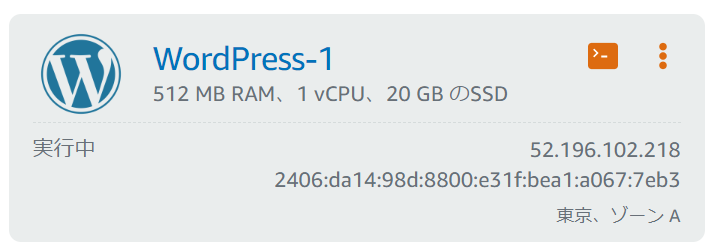 WordPress-1
512 MB RAM、1 vCPU、20 GB のSSD
実行中
52.196.102.218
2406:da14:98d:8800:e31f:bea1:a067:7eb3
東京、ゾーン A